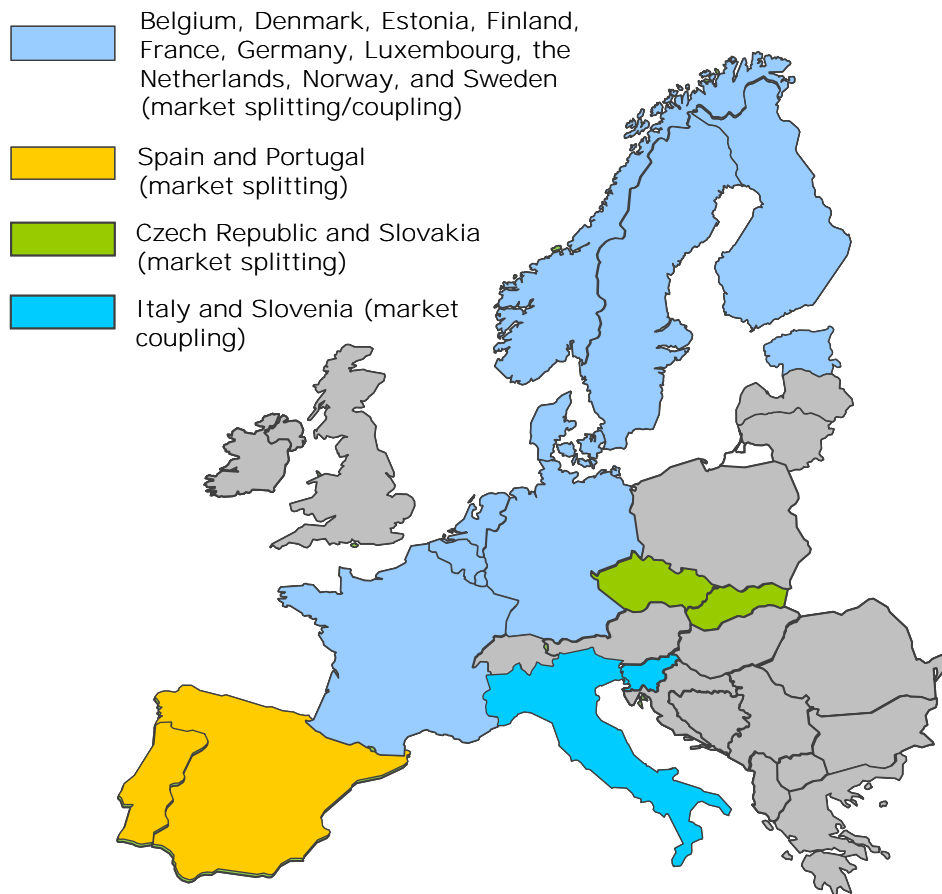 Belgium, Denmark, Estonia, Finland,
France, Germany, Luxembourg, the
Netherlands, Norway, and Sweden
(market splitting/coupling)
Spain and Portugal
(market splitting)
Czech Republic and Slovakia
(market splitting)
Italy and Slovenia (market
coupling)